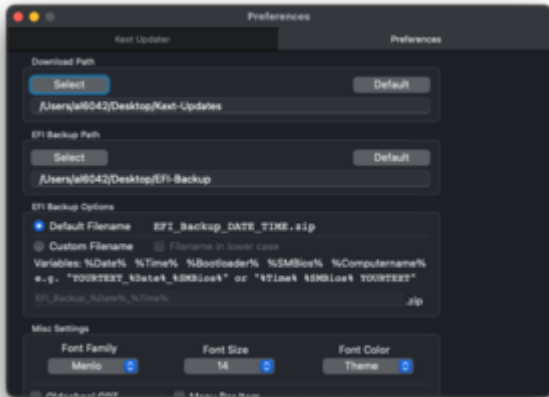 Preferences
Kext Updater Preferences
Download Path
Select Default
/Users/al6042/Desktop/Kext-Updates
EFI Backup Path
Select Default
/Users/al6042/Desktop/EFI-Backup
EFI Backup Options
Default Filename EFI_Backup_DATE_TIME.zip
Custom Filename Filename in lower case
Variables: %Date% %Time% %Bootloader% %SMBios% %Computername%
e.g. "YOURTEXT_%Date%_%SMBios%" or "%Time% %SMBios% YOURTEXT"
EFI_Backup_%Date%_%Time% .zip
Misc Settings
Font Family Font Size Font Color
Menlo 14 Theme
Menu Bar Item